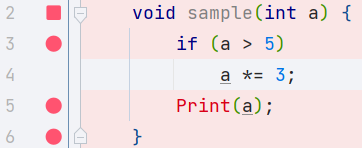 2 void sample(int a) {
3 if (a > 5)
4 a *= 3;
5 Print(a);
6 }